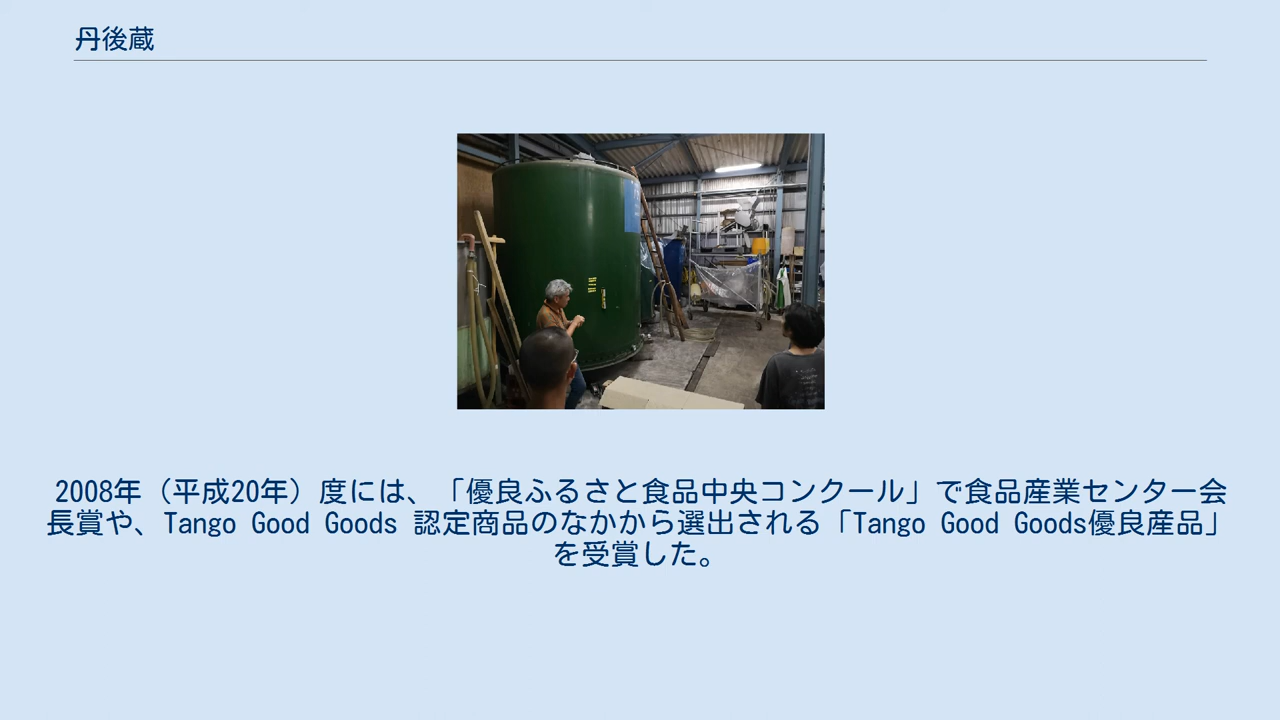 丹後蔵
2008年（平成20年）度には、「優良ふるさと食品中央コンクール」で食品産業センター会
長賞や、Tango Good Goods 認定商品のなかから選出される「Tango Good Goods優良産品」
を受賞した。